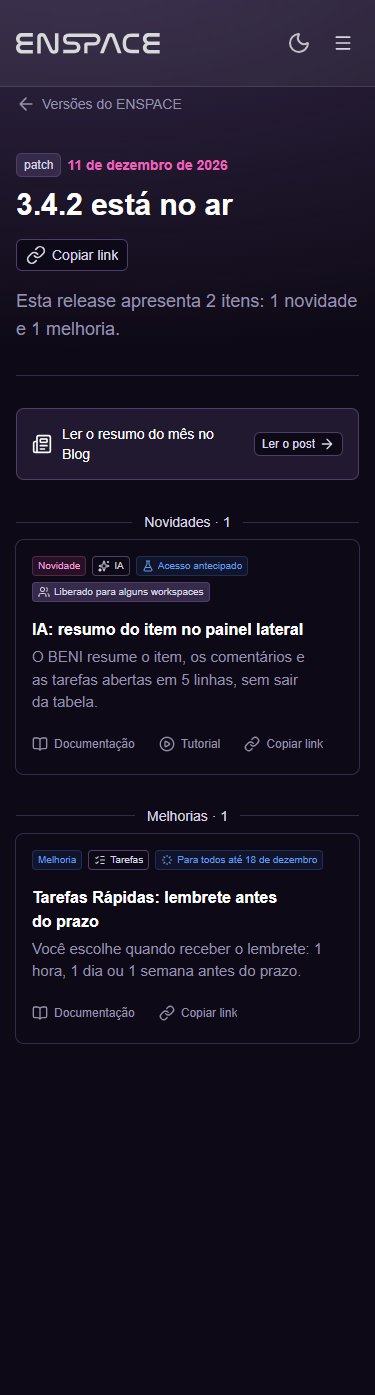 ENSPACE
Versões do ENSPACE
patch 11 de dezembro de 2026
3.4.2 está no ar
Copiar link
Esta release apresenta 2 itens: 1 novidade
e 1 melhoria.
Ler o resumo do mês no
Blog
Ler o post
Novidades · 1
Novidade IA Acesso antecipado
Liberado para alguns workspaces
IA: resumo do item no painel lateral
O BENI resume o item, os comentários e
as tarefas abertas em 5 linhas, sem sair
da tabela.
Documentação Tutorial Copiar link
Melhorias · 1
Melhoria Tarefas Para todos até 18 de dezembro
Tarefas Rápidas: lembrete antes
do prazo
Você escolhe quando receber o lembrete: 1
hora, 1 dia ou 1 semana antes do prazo.
Documentação Copiar link